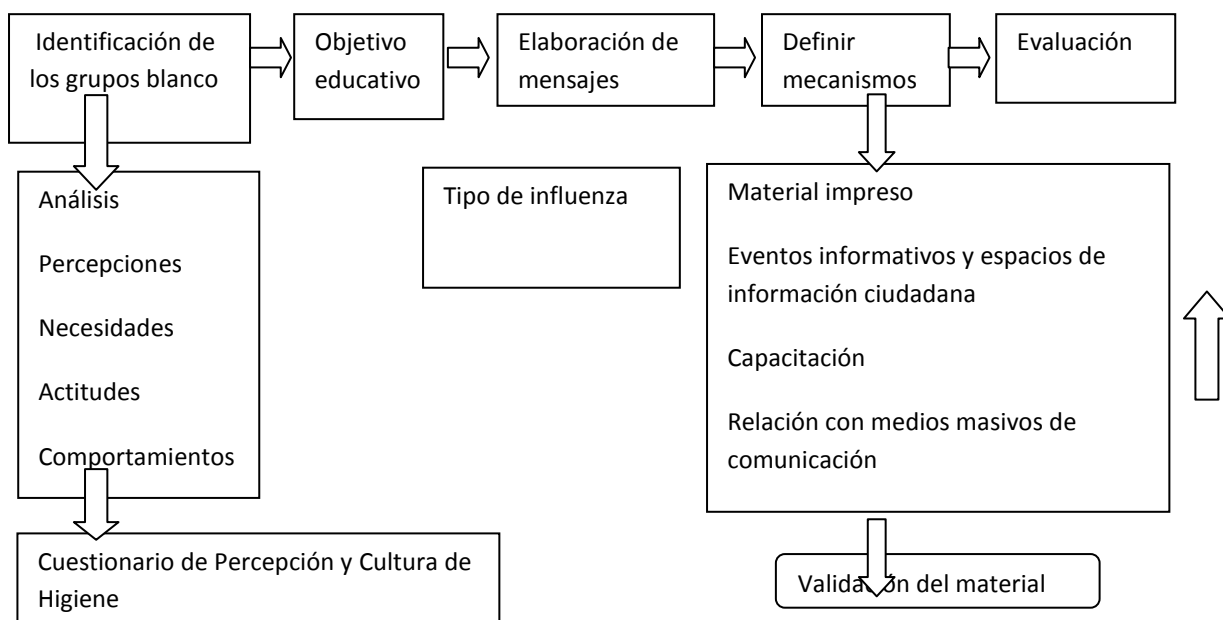 Identificación de
los grupos blanco
Objetivo
educativo
Elaboración de
mensajes
Definir
mecanismos
Evaluación
Análisis
Percepciones
Necesidades
Actitudes
Comportamientos
Cuestionario de Percepción y Cultura de
Higiene
Tipo de influenza
Material impreso
Eventos informativos y espacios de
información ciudadana
Capacitación
Relación con medios masivos de
comunicación
Validación del material